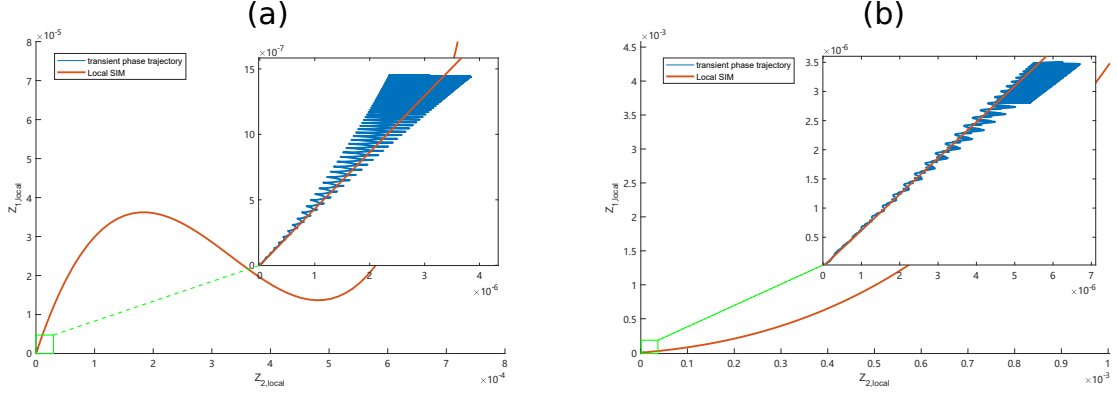 (a)
8 ×10⁻⁵
7
6
5
4
3
2
1
0
0 1 2 3 4 5 6 7 8
×10⁻⁴
Z1,local
Z2,local
transient phase trajectory
Local SIM
×10⁻⁷
15
10
5
0
0 1 2 3 4
×10⁻⁶
(b)
×10⁻³
4.5
4
3.5
3
2.5
2
1.5
1
0.5
0
0 0.1 0.2 0.3 0.4 0.5 0.6 0.7 0.8 0.9 1
×10⁻³
Z1,local
Z2,local
transient phase trajectory
Local SIM
×10⁻⁶
3.5
3
2.5
2
1.5
1
0.5
0
0 1 2 3 4 5 6 7
×10⁻⁶